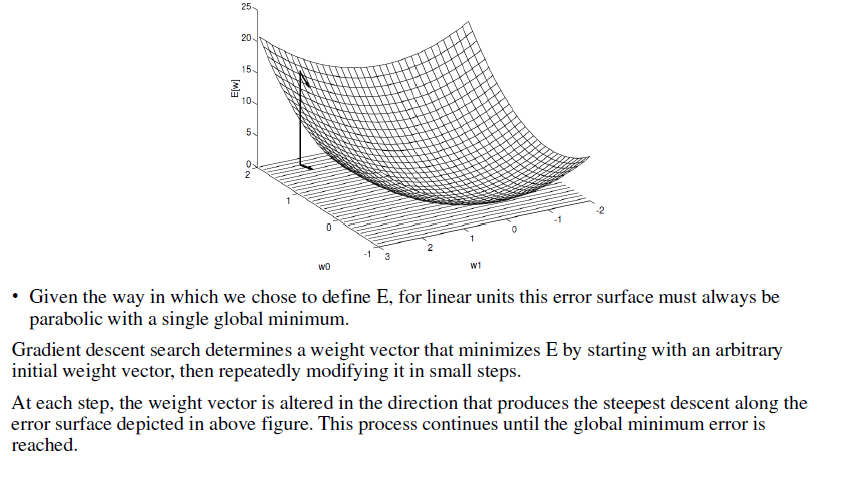 25
20
15
10
5
0
E[w]
2
1
0
-1
w0
3
2
1
0
-1
-2
w1
• Given the way in which we chose to define E, for linear units this error surface must always be
parabolic with a single global minimum.
Gradient descent search determines a weight vector that minimizes E by starting with an arbitrary
initial weight vector, then repeatedly modifying it in small steps.
At each step, the weight vector is altered in the direction that produces the steepest descent along the
error surface depicted in above figure. This process continues until the global minimum error is
reached.